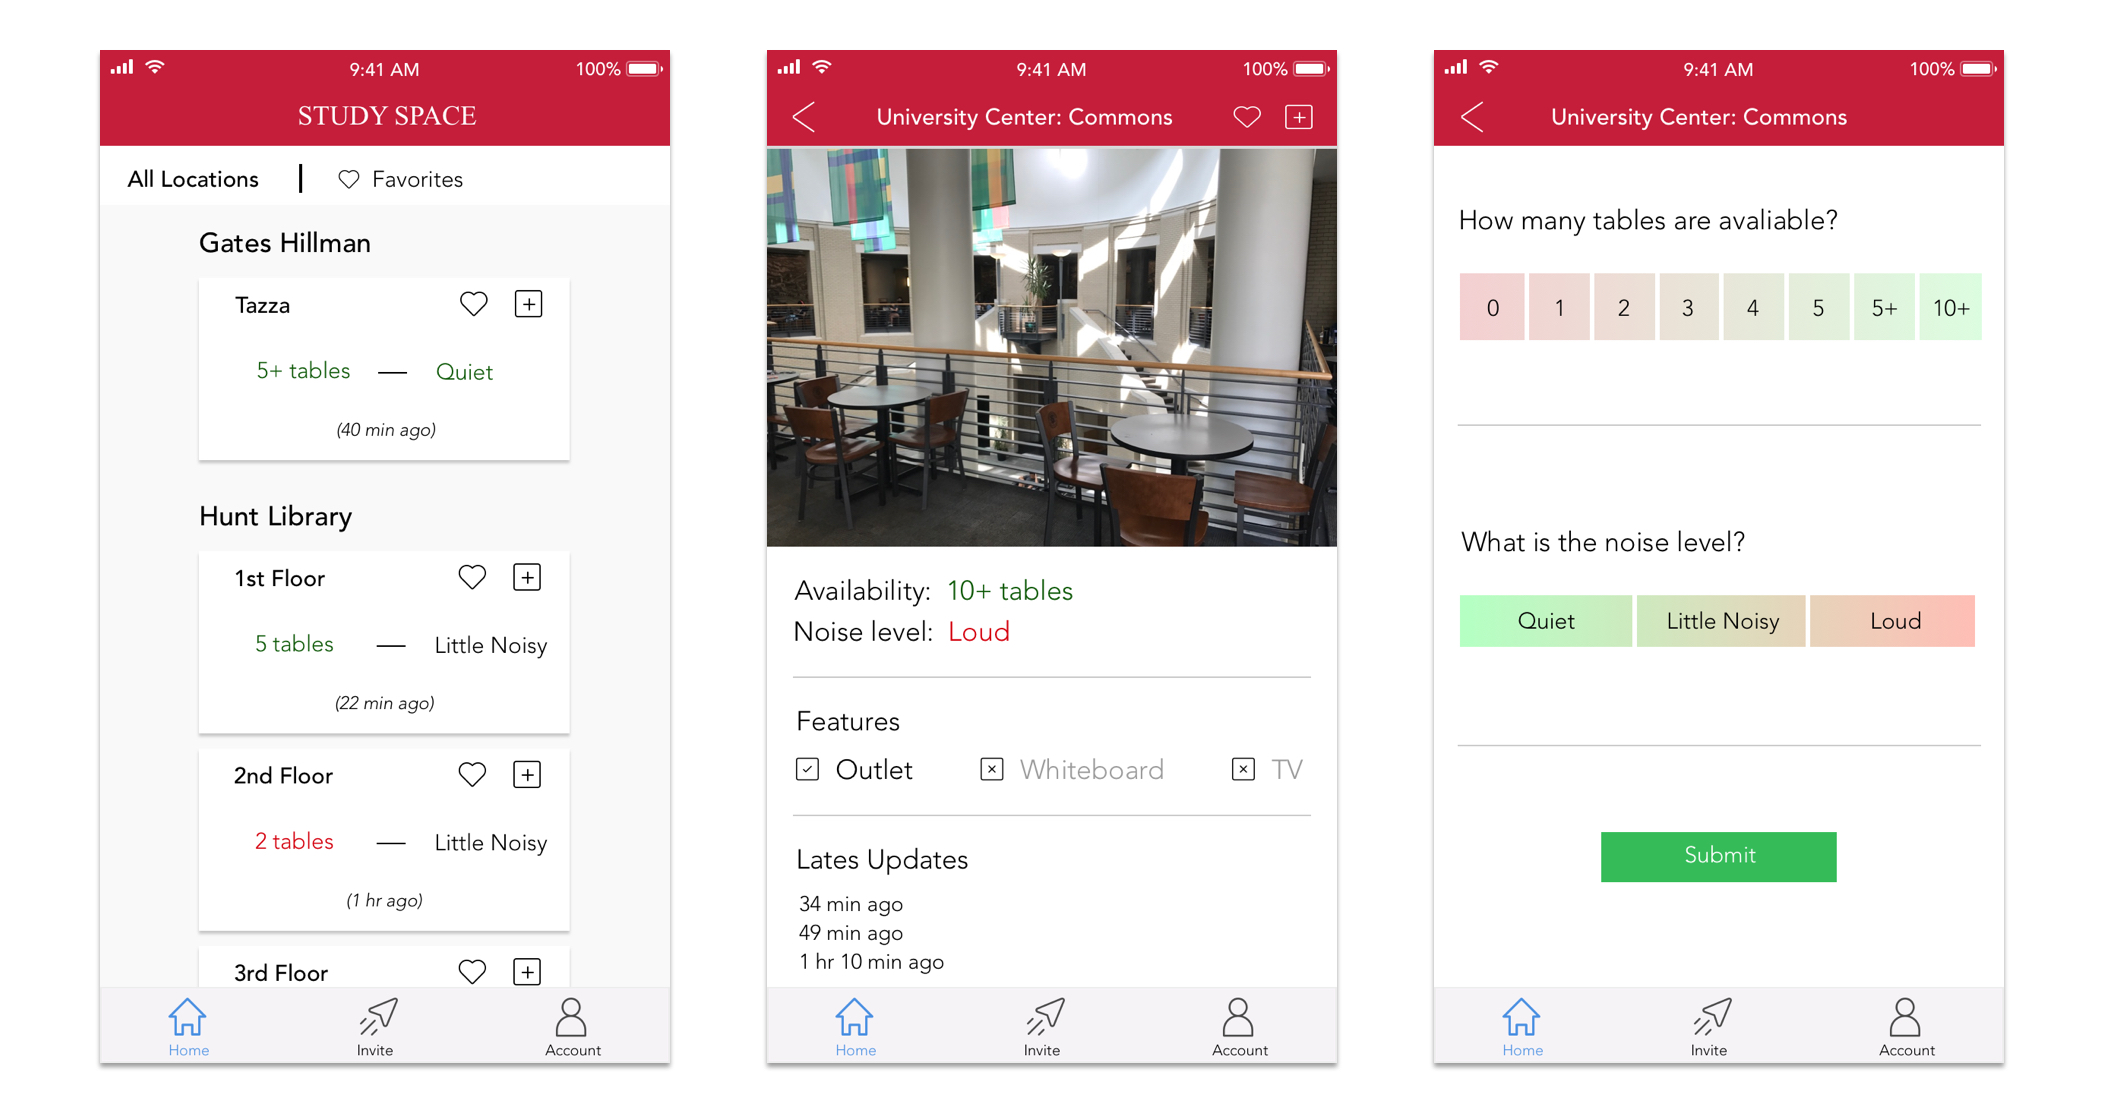 9:41 AM 100%
STUDY SPACE
All Locations Favorites
Gates Hillman
Tazza
5+ tables — Quiet
(40 min ago)
Hunt Library
1st Floor
5 tables — Little Noisy
(22 min ago)
2nd Floor
2 tables — Little Noisy
(1 hr ago)
3rd Floor
Home Invite Account
9:41 AM 100%
University Center: Commons
Availability: 10+ tables
Noise level: Loud
Features
Outlet Whiteboard TV
Lates Updates
34 min ago
49 min ago
1 hr 10 min ago
Home Invite Account
9:41 AM 100%
University Center: Commons
How many tables are avaliable?
0 1 2 3 4 5 5+ 10+
What is the noise level?
Quiet Little Noisy Loud
Submit
Home Invite Account